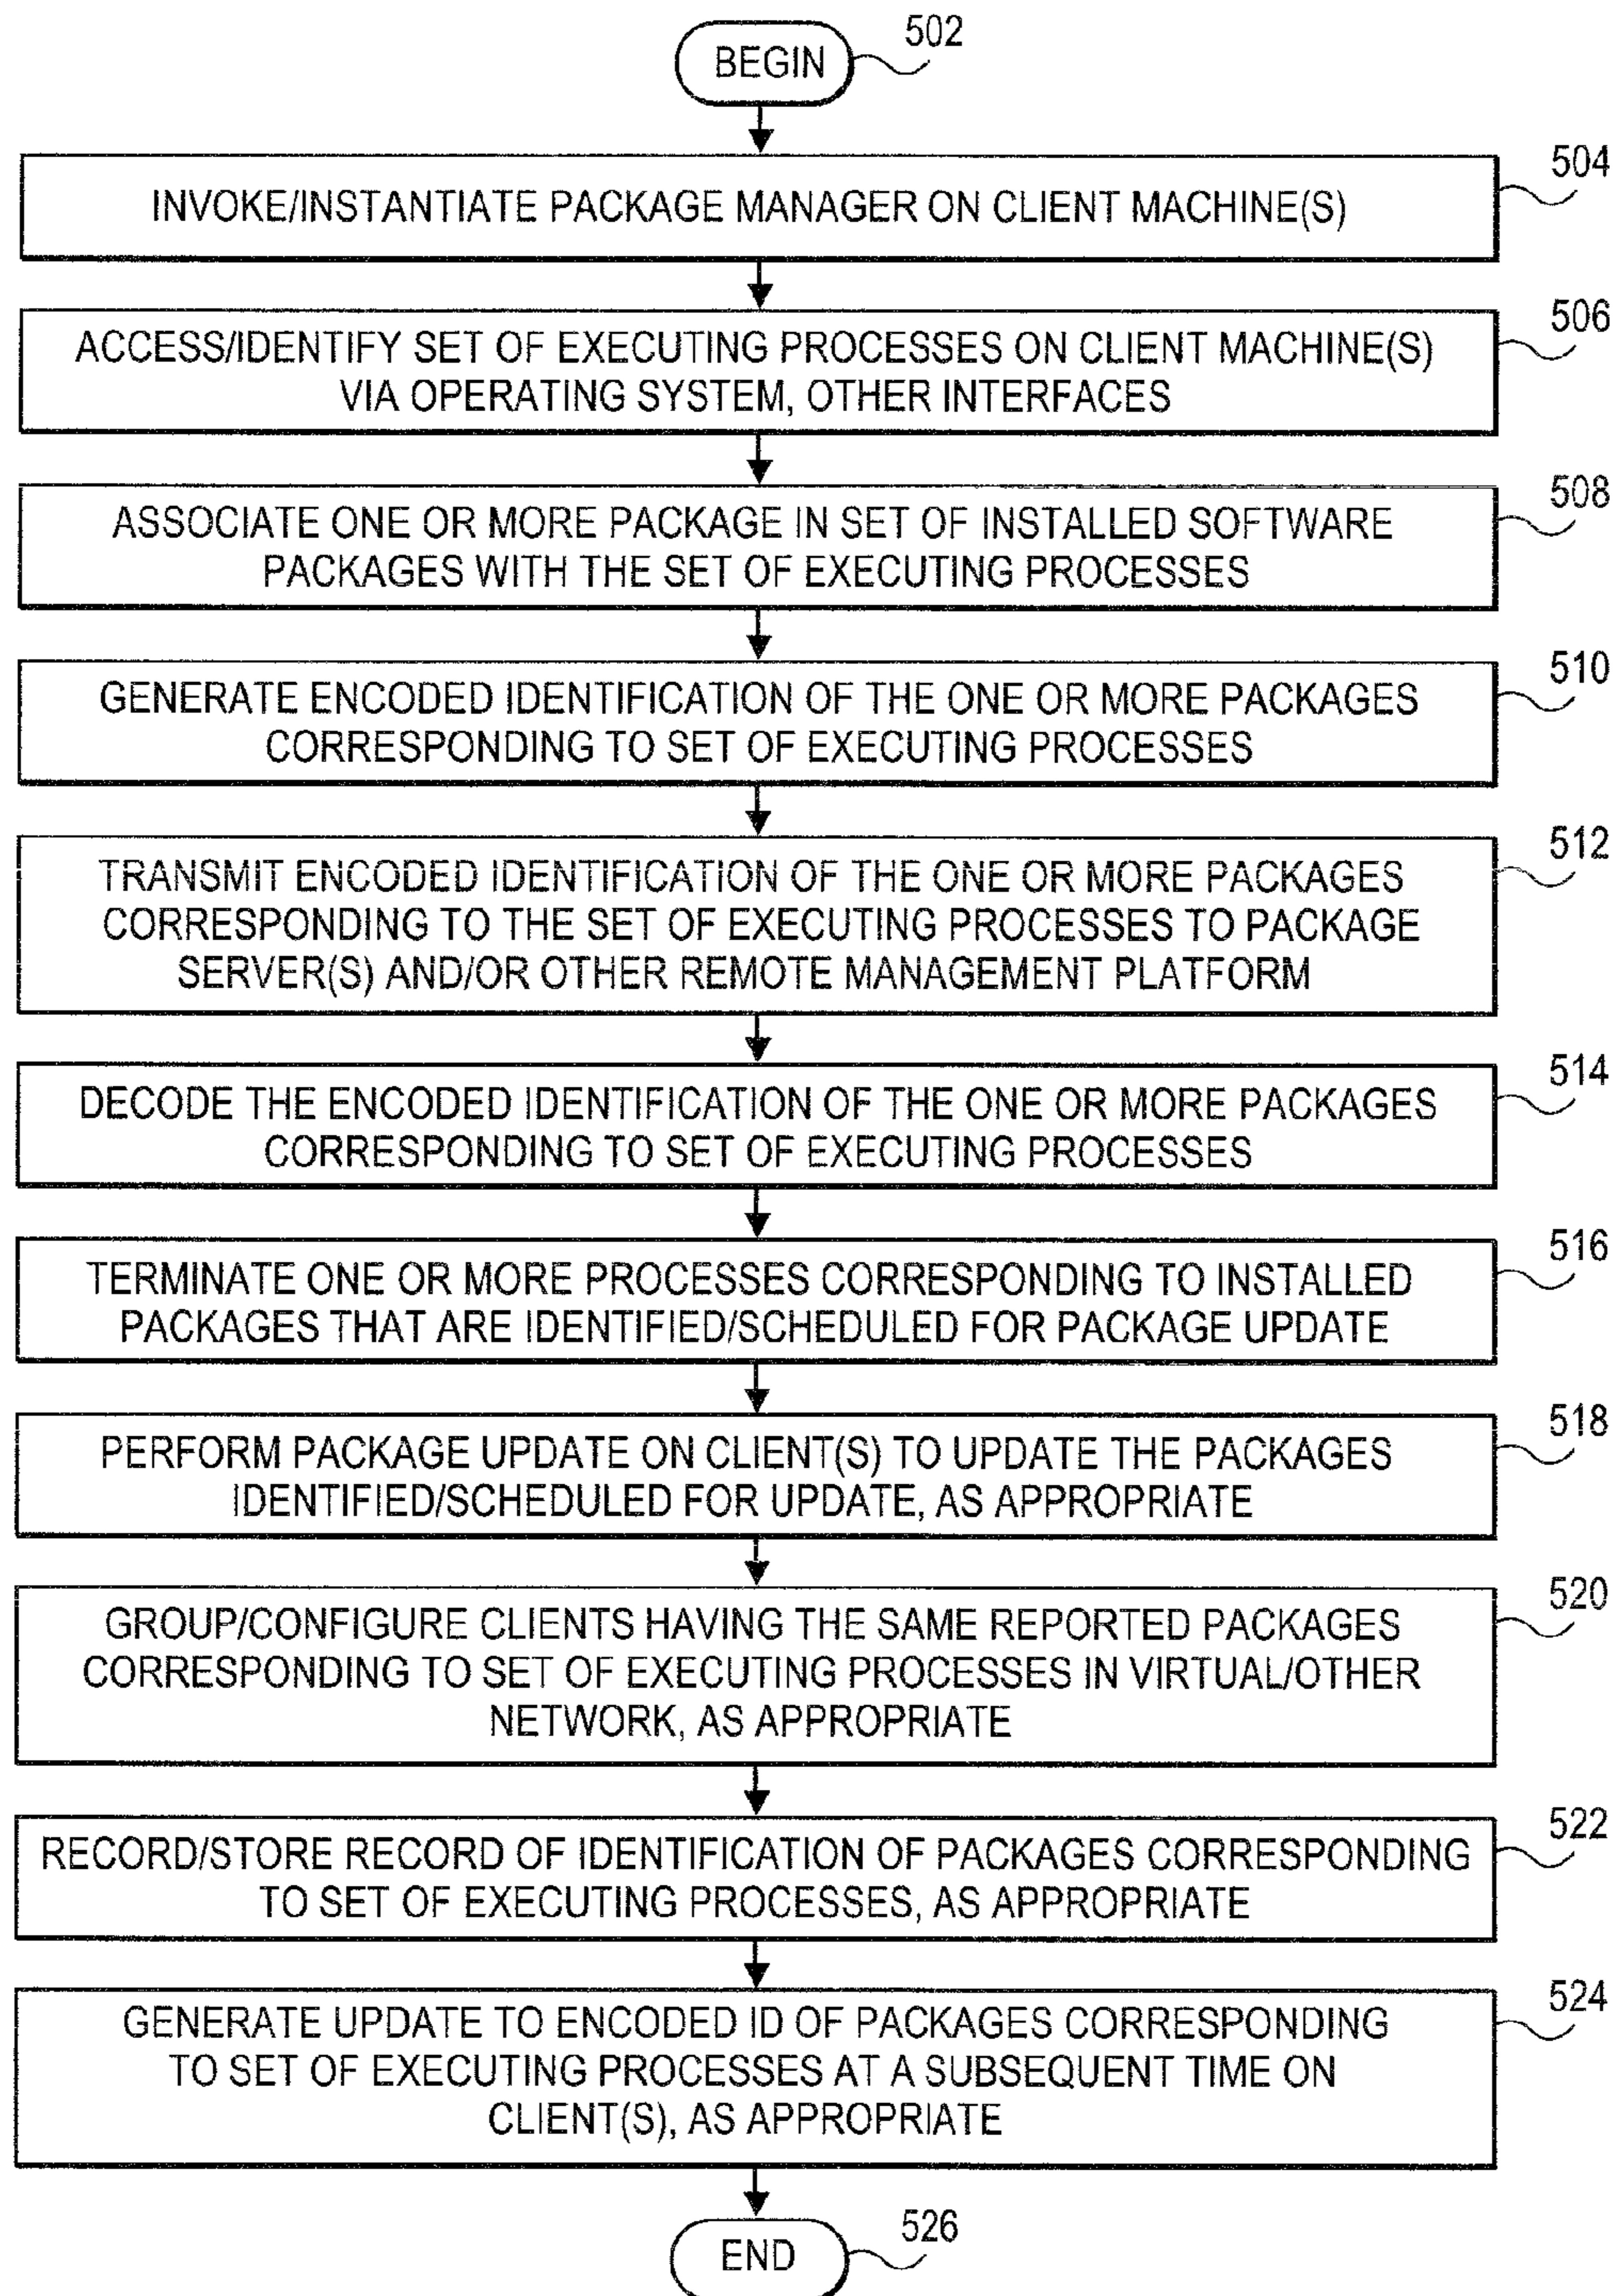 BEGIN
502
504
INVOKE/INSTANTIATE PACKAGE MANAGER ON CLIENT MACHINE(S)
506
ACCESS/IDENTIFY SET OF EXECUTING PROCESSES ON CLIENT MACHINE(S)
VIA OPERATING SYSTEM, OTHER INTERFACES
508
ASSOCIATE ONE OR MORE PACKAGE IN SET OF INSTALLED SOFTWARE
PACKAGES WITH THE SET OF EXECUTING PROCESSES
510
GENERATE ENCODED IDENTIFICATION OF THE ONE OR MORE PACKAGES
CORRESPONDING TO SET OF EXECUTING PROCESSES
512
TRANSMIT ENCODED IDENTIFICATION OF THE ONE OR MORE PACKAGES
CORRESPONDING TO THE SET OF EXECUTING PROCESSES TO PACKAGE
SERVER(S) AND/OR OTHER REMOTE MANAGEMENT PLATFORM
514
DECODE THE ENCODED IDENTIFICATION OF THE ONE OR MORE PACKAGES
CORRESPONDING TO SET OF EXECUTING PROCESSES
516
TERMINATE ONE OR MORE PROCESSES CORRESPONDING TO INSTALLED
PACKAGES THAT ARE IDENTIFIED/SCHEDULED FOR PACKAGE UPDATE
518
PERFORM PACKAGE UPDATE ON CLIENT(S) TO UPDATE THE PACKAGES
IDENTIFIED/SCHEDULED FOR UPDATE, AS APPROPRIATE
520
GROUP/CONFIGURE CLIENTS HAVING THE SAME REPORTED PACKAGES
CORRESPONDING TO SET OF EXECUTING PROCESSES IN VIRTUAL/OTHER
NETWORK, AS APPROPRIATE
522
RECORD/STORE RECORD OF IDENTIFICATION OF PACKAGES CORRESPONDING
TO SET OF EXECUTING PROCESSES, AS APPROPRIATE
524
GENERATE UPDATE TO ENCODED ID OF PACKAGES CORRESPONDING
TO SET OF EXECUTING PROCESSES AT A SUBSEQUENT TIME ON
CLIENT(S), AS APPROPRIATE
526
END